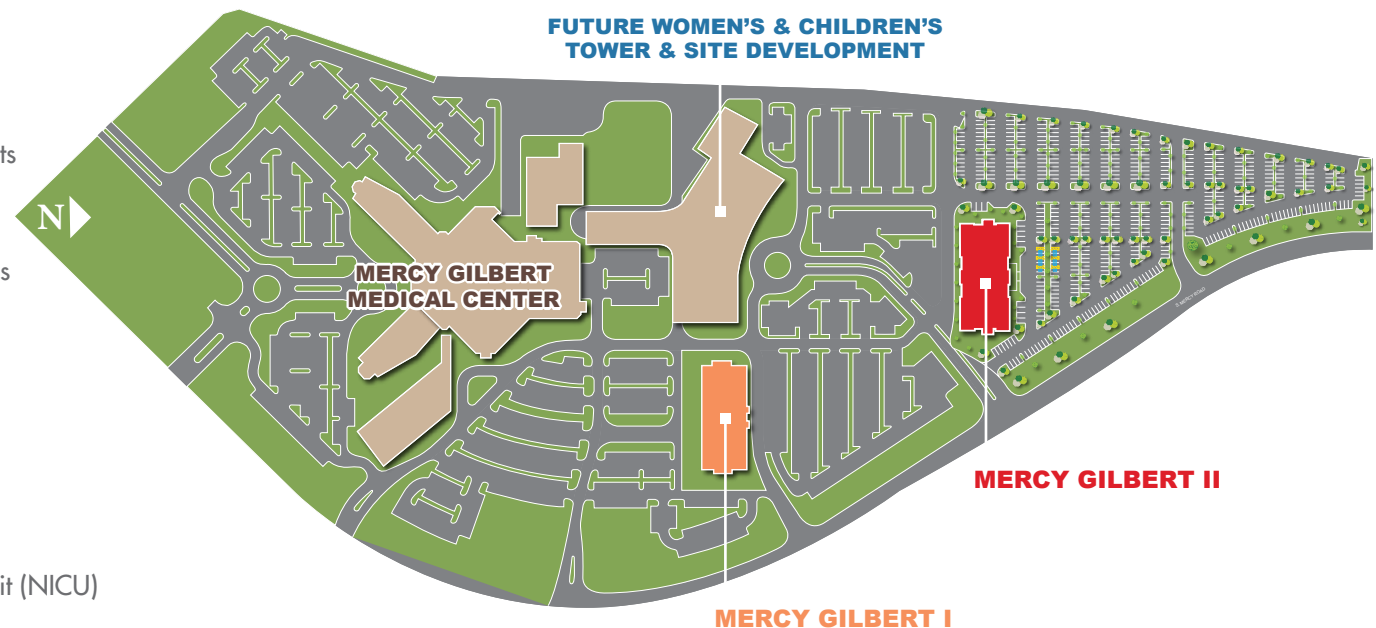 FUTURE WOMEN'S & CHILDREN'S
TOWER & SITE DEVELOPMENT
ts
N
s
MERCY GILBERT
MEDICAL CENTER
MERCY GILBERT II
it (NICU)
MERCY GILBERT I